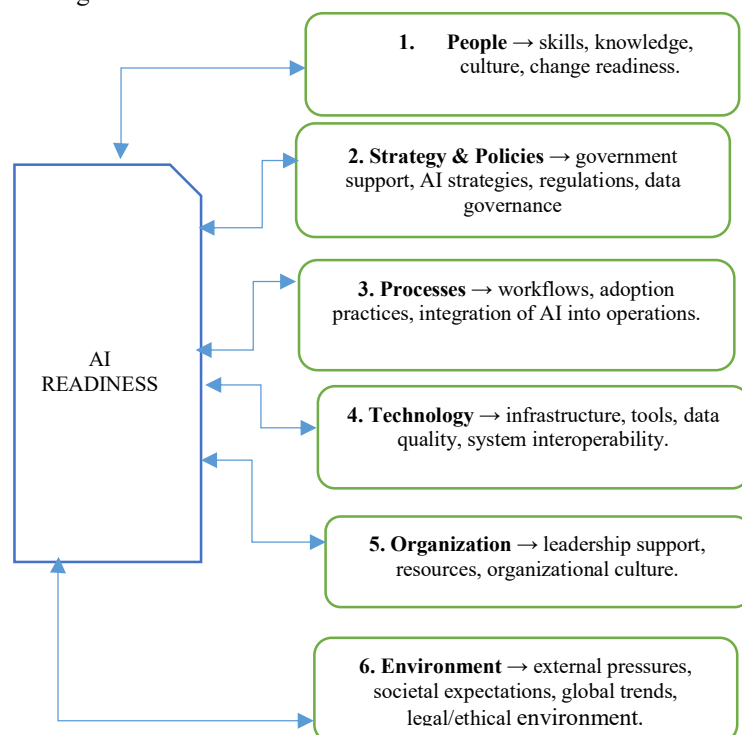 1. People → skills, knowledge,
culture, change readiness.
2. Strategy & Policies → government
support, AI strategies, regulations, data
governance
3. Processes → workflows, adoption
practices, integration of AI into operations.
AI
READINESS
4. Technology → infrastructure, tools, data
quality, system interoperability.
5. Organization → leadership support,
resources, organizational culture.
6. Environment → external pressures,
societal expectations, global trends,
legal/ethical environment.